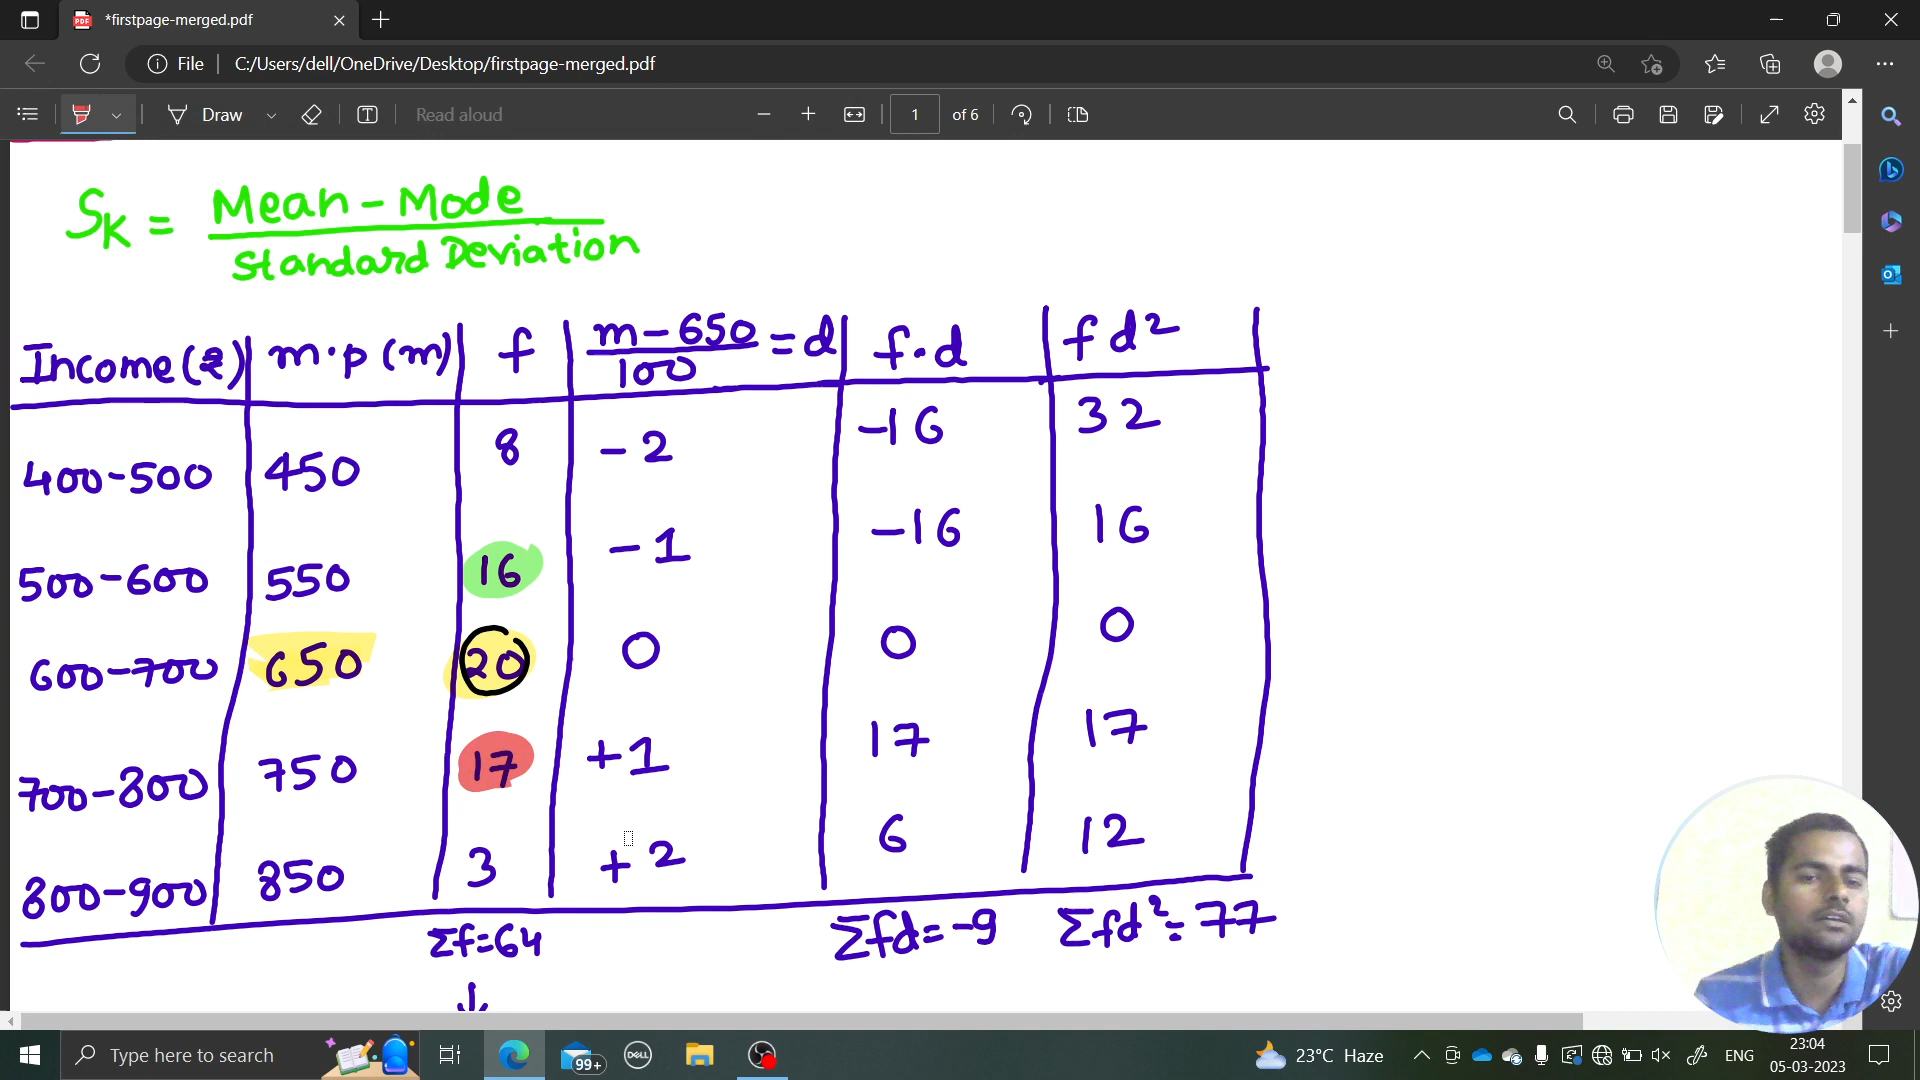 *firstpage-merged.pdf
File C:/Users/dell/OneDrive/Desktop/firstpage-merged.pdf
Draw Read aloud 1 of 6
Sk = Mean - Mode
Standard Deviation
Income (₹) m.p (m) f m-650/100 = d f.d fd²
400-500 450 8 -2 -16 32
500-600 550 16 -1 -16 16
600-700 650 20 0 0 0
700-800 750 17 +1 17 17
800-900 850 3 +2 6 12
Σf=64 Σfd=-9 Σfd²=77
Type here to search 99+ DELL 23°C Haze ENG 23:04
05-03-2023